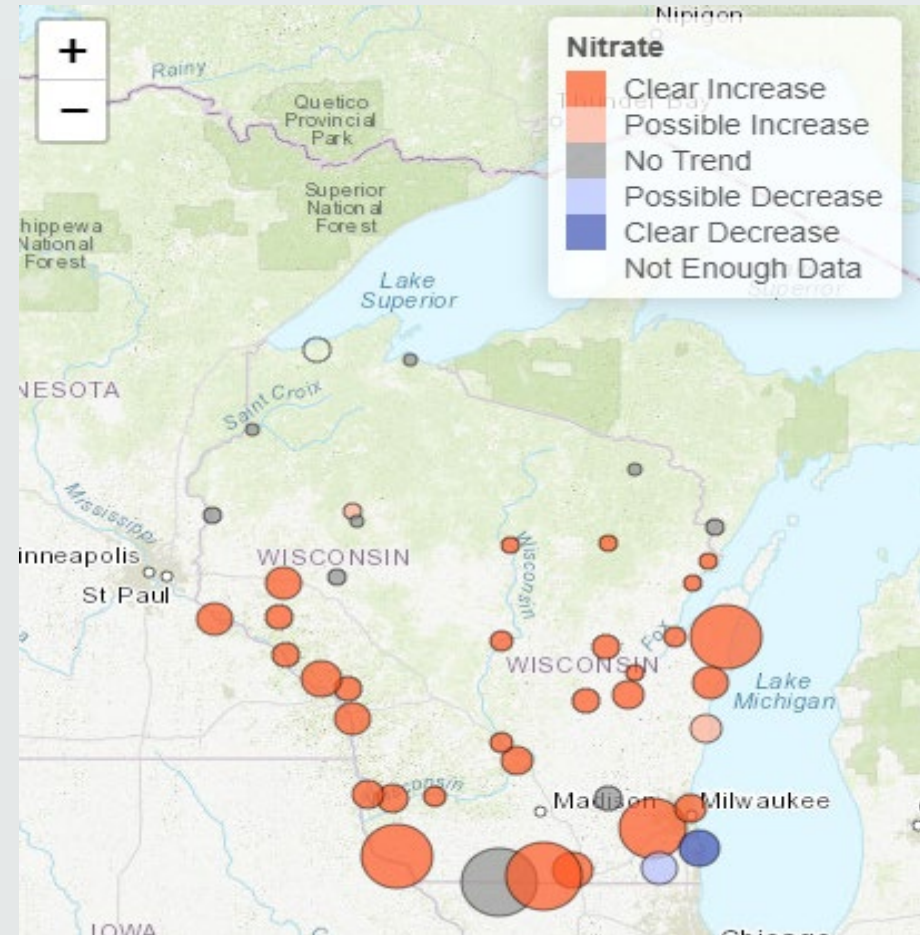 +
−
Nipigon
Nitrate
Clear Increase
Possible Increase
No Trend
Possible Decrease
Clear Decrease
Not Enough Data
Thunder Bay
Superior
Rainy
Quetico
Provincial
Park
Superior
National
Forest
hippewa
National
Forest
Lake
Superior
NESOTA
Saint Croix
Mississippi
inneapolis
St Paul
WISCONSIN
Wisconsin
WISCONSIN
Fox
Lake
Michigan
Madison
Milwaukee
IOWA
Chicago